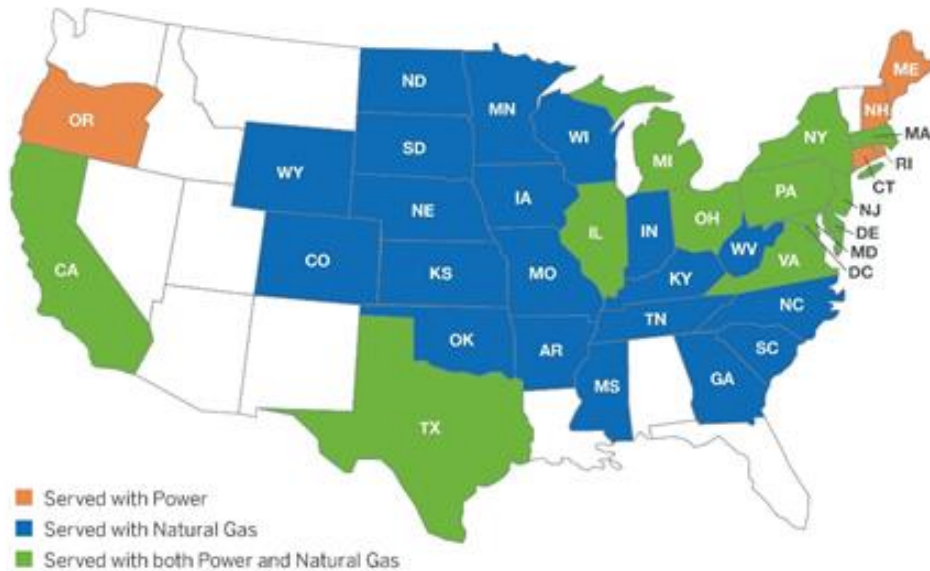 ND
MN
ME
OR
NH
WI
NY
MA
SD
MI
RI
WY
CT
IA
PA
NE
NJ
OH
IL
IN
DE
WV
MD
CO
VA
CA
KS
MO
DC
KY
NC
TN
OK
AR
SC
MS
GA
TX
Served with Power
Served with Natural Gas
Served with both Power and Natural Gas